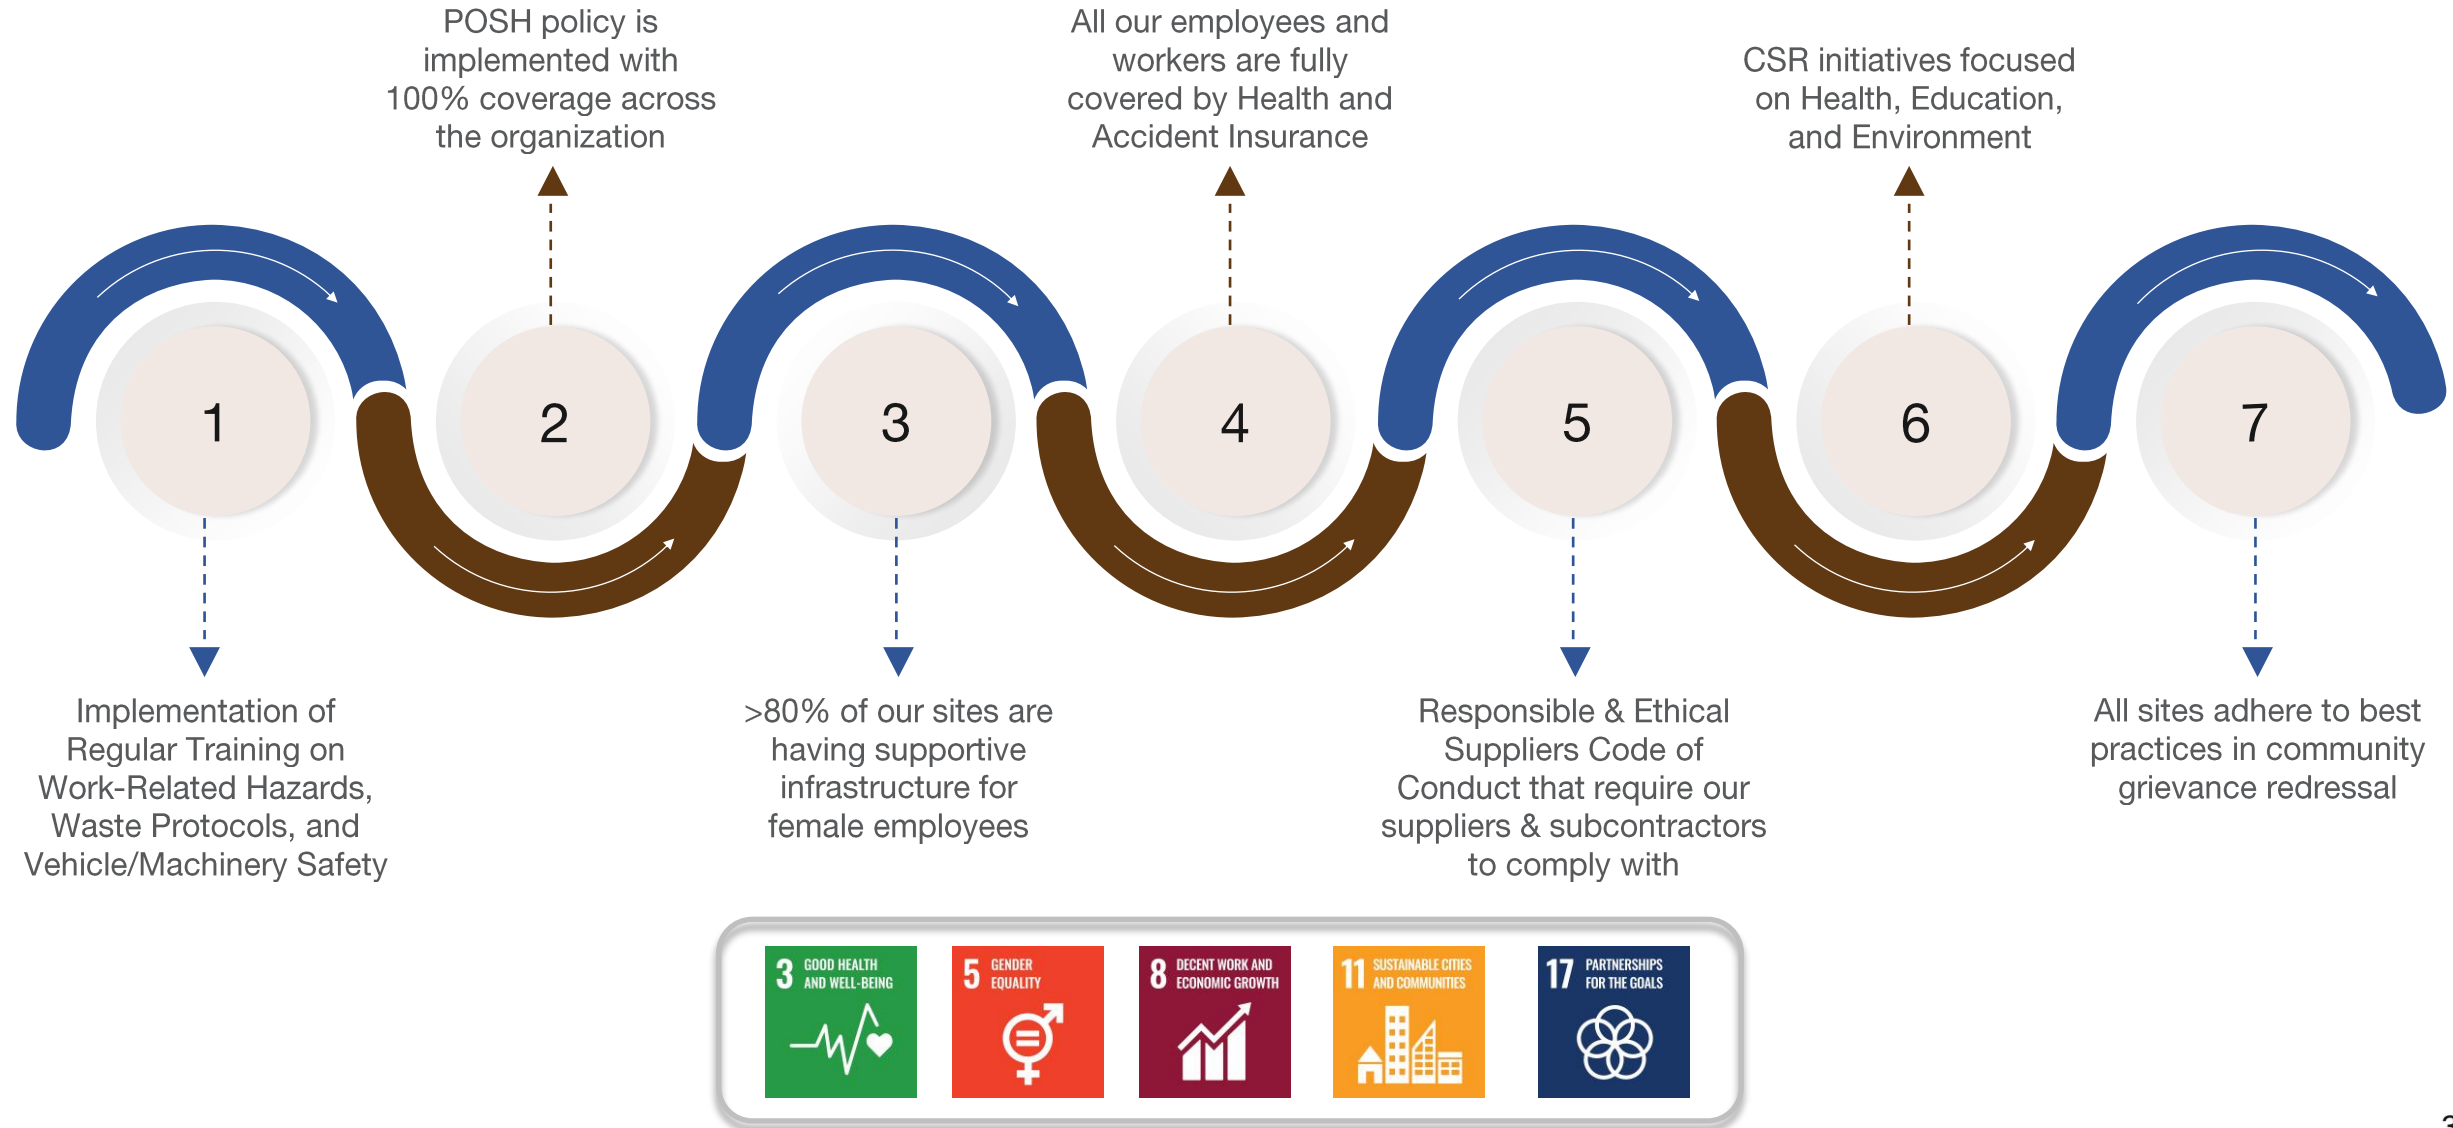 POSH policy is
implemented with
100% coverage across
the organization
All our employees and
workers are fully
covered by Health and
Accident Insurance
CSR initiatives focused
on Health, Education,
and Environment
1
2
3
4
5
6
7
Implementation of
Regular Training on
Work-Related Hazards,
Waste Protocols, and
Vehicle/Machinery Safety
>80% of our sites are
having supportive
infrastructure for
female employees
Responsible & Ethical
Suppliers Code of
Conduct that require our
suppliers & subcontractors
to comply with
All sites adhere to best
practices in community
grievance redressal
3 GOOD HEALTH
AND WELL-BEING
5 GENDER
EQUALITY
8 DECENT WORK AND
ECONOMIC GROWTH
11 SUSTAINABLE CITIES
AND COMMUNITIES
17 PARTNERSHIPS
FOR THE GOALS